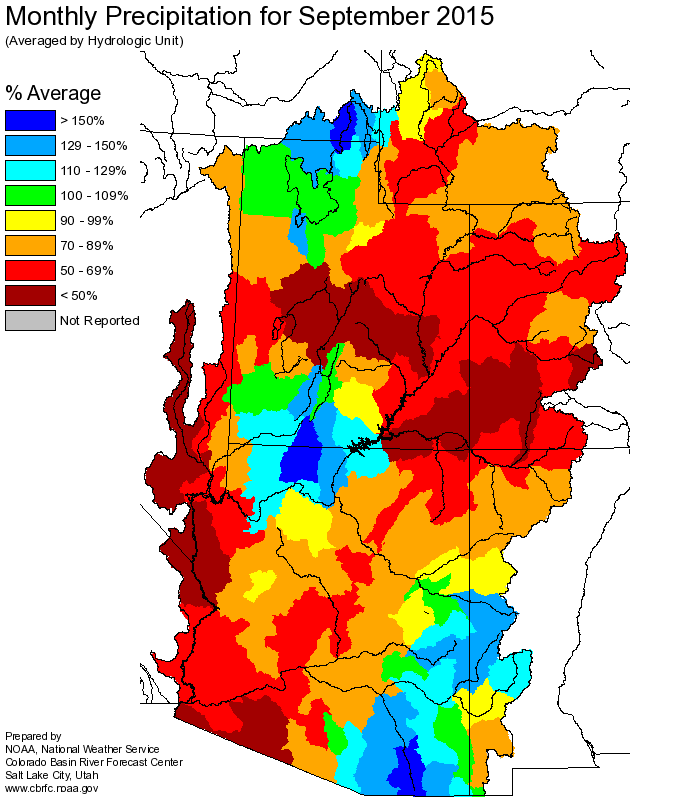 Monthly Precipitation for September 2015
(Averaged by Hydrologic Unit)
% Average
> 150%
129 - 150%
110 - 129%
100 - 109%
90 - 99%
70 - 89%
50 - 69%
< 50%
Not Reported
Prepared by
NOAA, National Weather Service
Colorado Basin River Forecast Center
Salt Lake City, Utah
www.cbrfc.noaa.gov